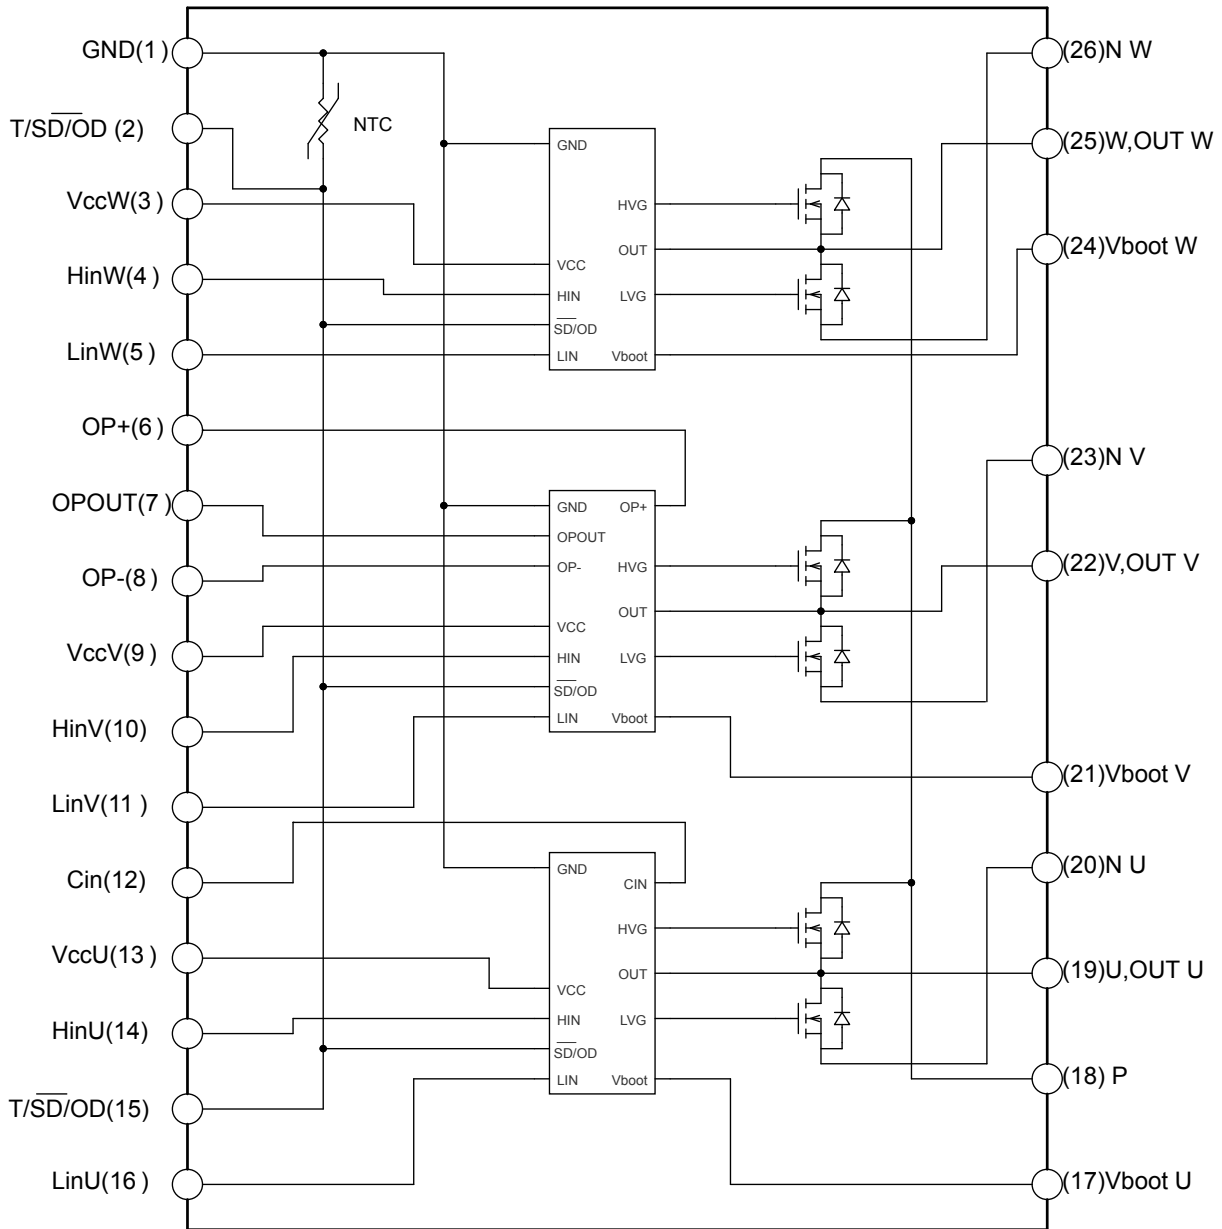 GND(1)
T/SD/OD (2)
VccW(3)
HinW(4)
LinW(5)
OP+(6)
OPOUT(7)
OP-(8)
VccV(9)
HinV(10)
LinV(11)
Cin(12)
VccU(13)
HinU(14)
T/SD/OD(15)
LinU(16)
NTC
GND
HVG
OUT
VCC
HIN
LVG
SD/OD
LIN
Vboot
GND
OP+
OPOUT
OP-
HVG
OUT
VCC
HIN
LVG
SD/OD
LIN
Vboot
GND
CIN
HVG
OUT
VCC
HIN
LVG
SD/OD
LIN
Vboot
(26)N W
(25)W,OUT W
(24)Vboot W
(23)N V
(22)V,OUT V
(21)Vboot V
(20)N U
(19)U,OUT U
(18) P
(17)Vboot U